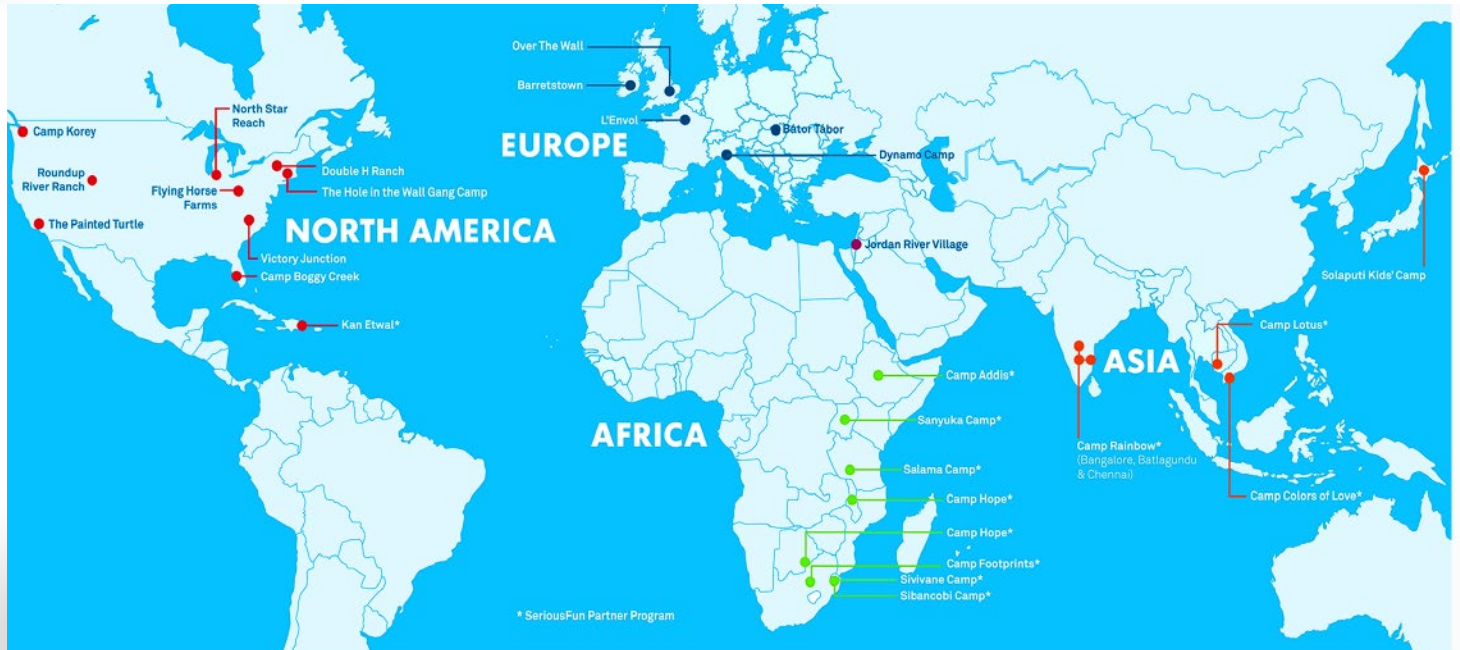 Over The Wall
Barretstown
L'Envol
EUROPE
Bátor Tábor
Dynamo Camp
Camp Korey
North Star
Reach
Roundup
River Ranch
Flying Horse
Farms
Double H Ranch
The Hole in the Wall Gang Camp
The Painted Turtle
NORTH AMERICA
Victory Junction
Camp Boggy Creek
Kan Etwal*
Jordan River Village
Solaputi Kids' Camp
Camp Lotus*
ASIA
Camp Rainbow*
(Bangalore, Batlagundu
& Chennai)
Camp Colors of Love*
AFRICA
Camp Addis*
Sanyuka Camp*
Salama Camp*
Camp Hope*
Camp Hope*
Camp Footprints*
Sivivane Camp*
Sibancobi Camp*
* SeriousFun Partner Program